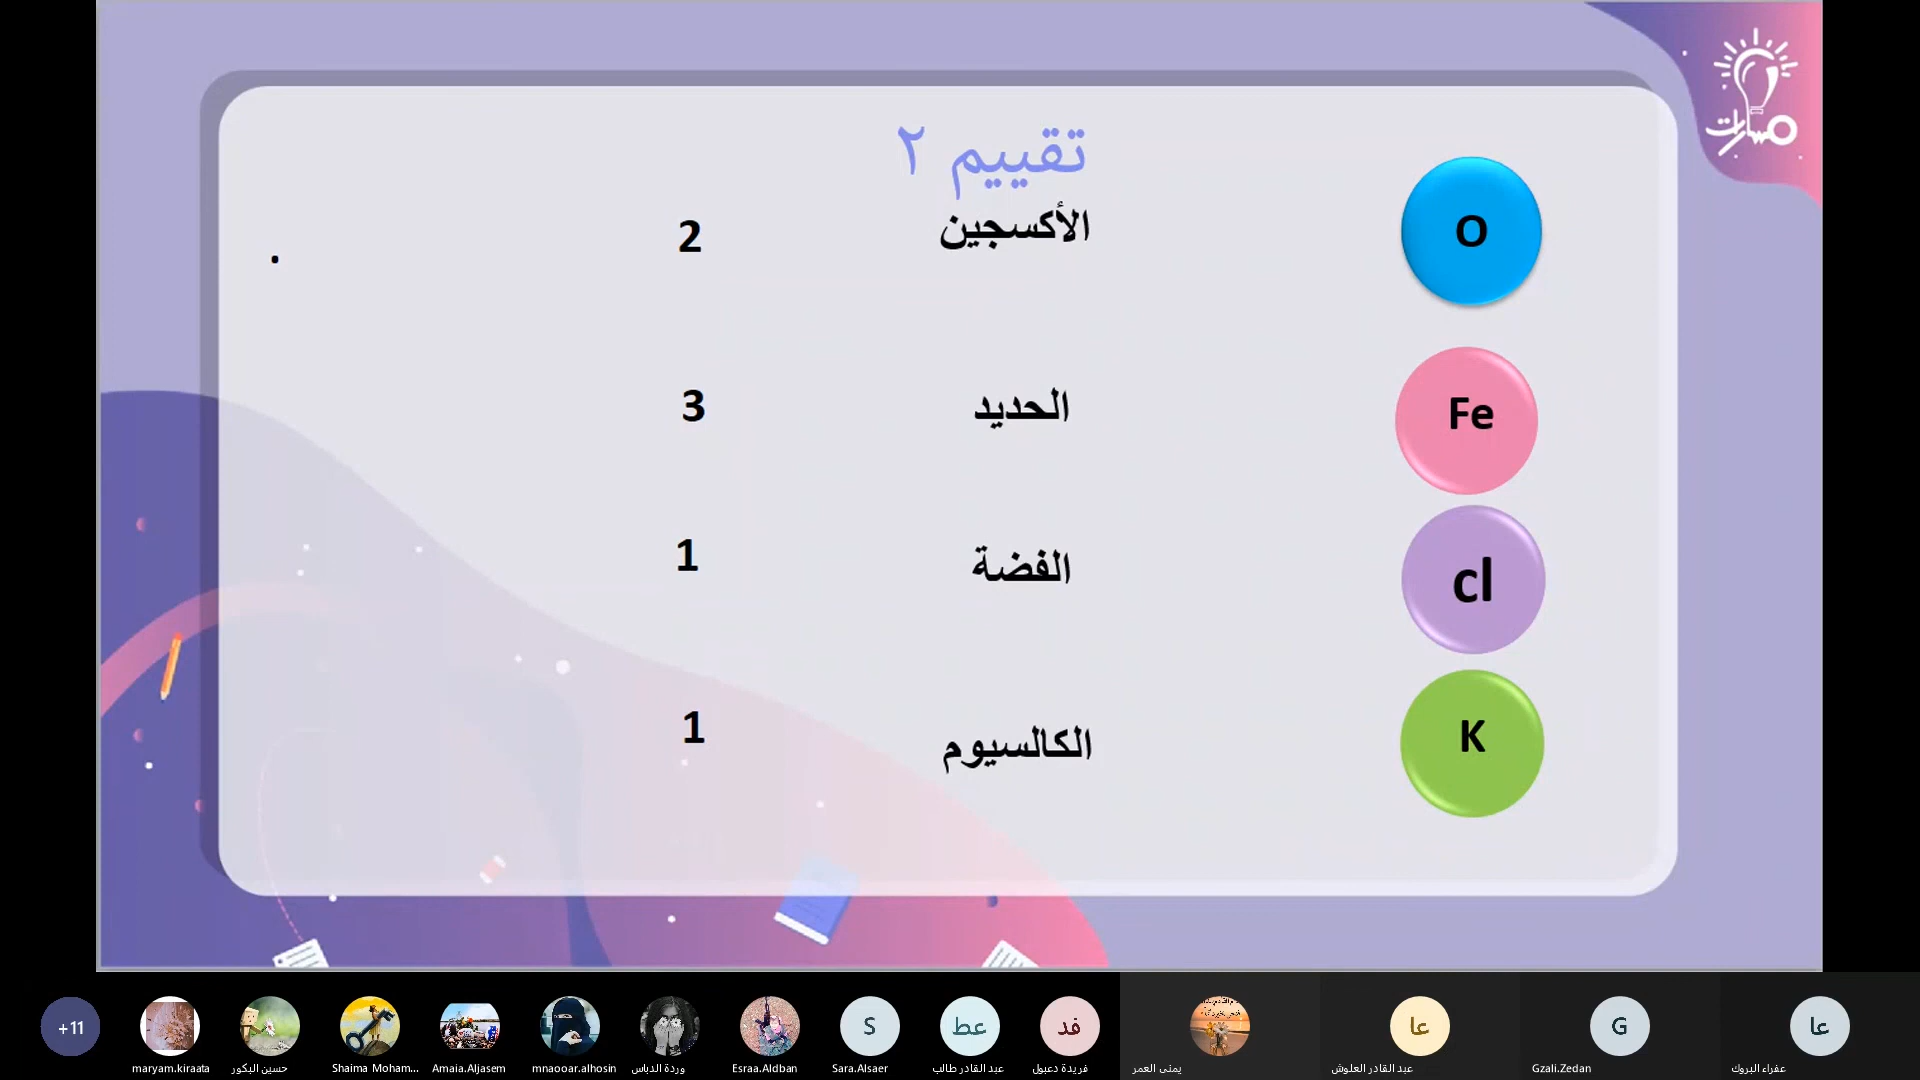 مسارات
تقييم ٢
O الأكسجين 2 .
Fe الحديد 3
cl الفضة 1
K الكالسيوم 1
+11
S
عط
فد
عا
G
عا
maryam.kiraata
حسين البكور
Shaima Moham...
Amaia.Aljasem
mnaooar.alhosin
وردة الدباس
Esraa.Aldban
Sara.Alsaer
عبد القادر طالب
فريدة دعبول
يمنى العمر
عبد القادر العلوش
Gzali.Zedan
عفراء البروك